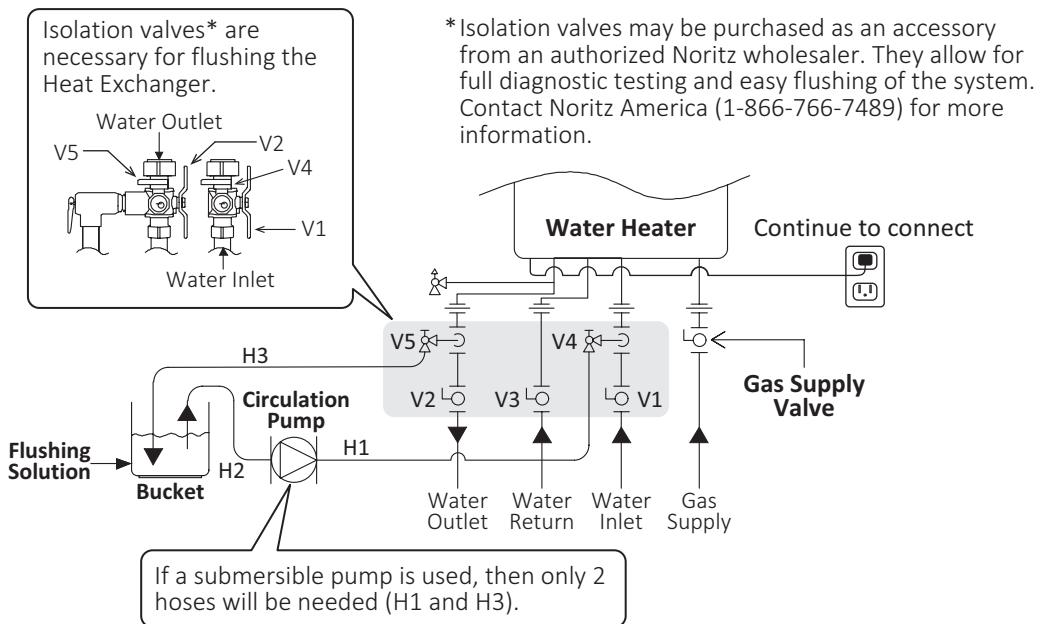 Isolation valves* are
necessary for flushing the
Heat Exchanger.
Water Outlet
V5
V2
V4
V1
Water Inlet
*Isolation valves may be purchased as an accessory
from an authorized Noritz wholesaler. They allow for
full diagnostic testing and easy flushing of the system.
Contact Noritz America (1-866-766-7489) for more
information.
Water Heater
Continue to connect
V5
V4
H3
V2
V3
V1
Gas Supply
Valve
Circulation
Pump
H1
Flushing
Solution
H2
Bucket
Water
Outlet
Water
Return
Water
Inlet
Gas
Supply
If a submersible pump is used, then only 2
hoses will be needed (H1 and H3).